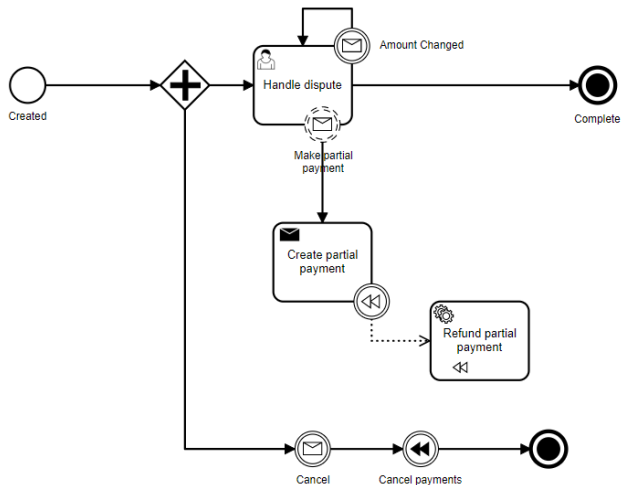 Amount Changed
Handle dispute
Created
Complete
Make partial
payment
Create partial
payment
Refund partial
payment
Cancel
Cancel payments